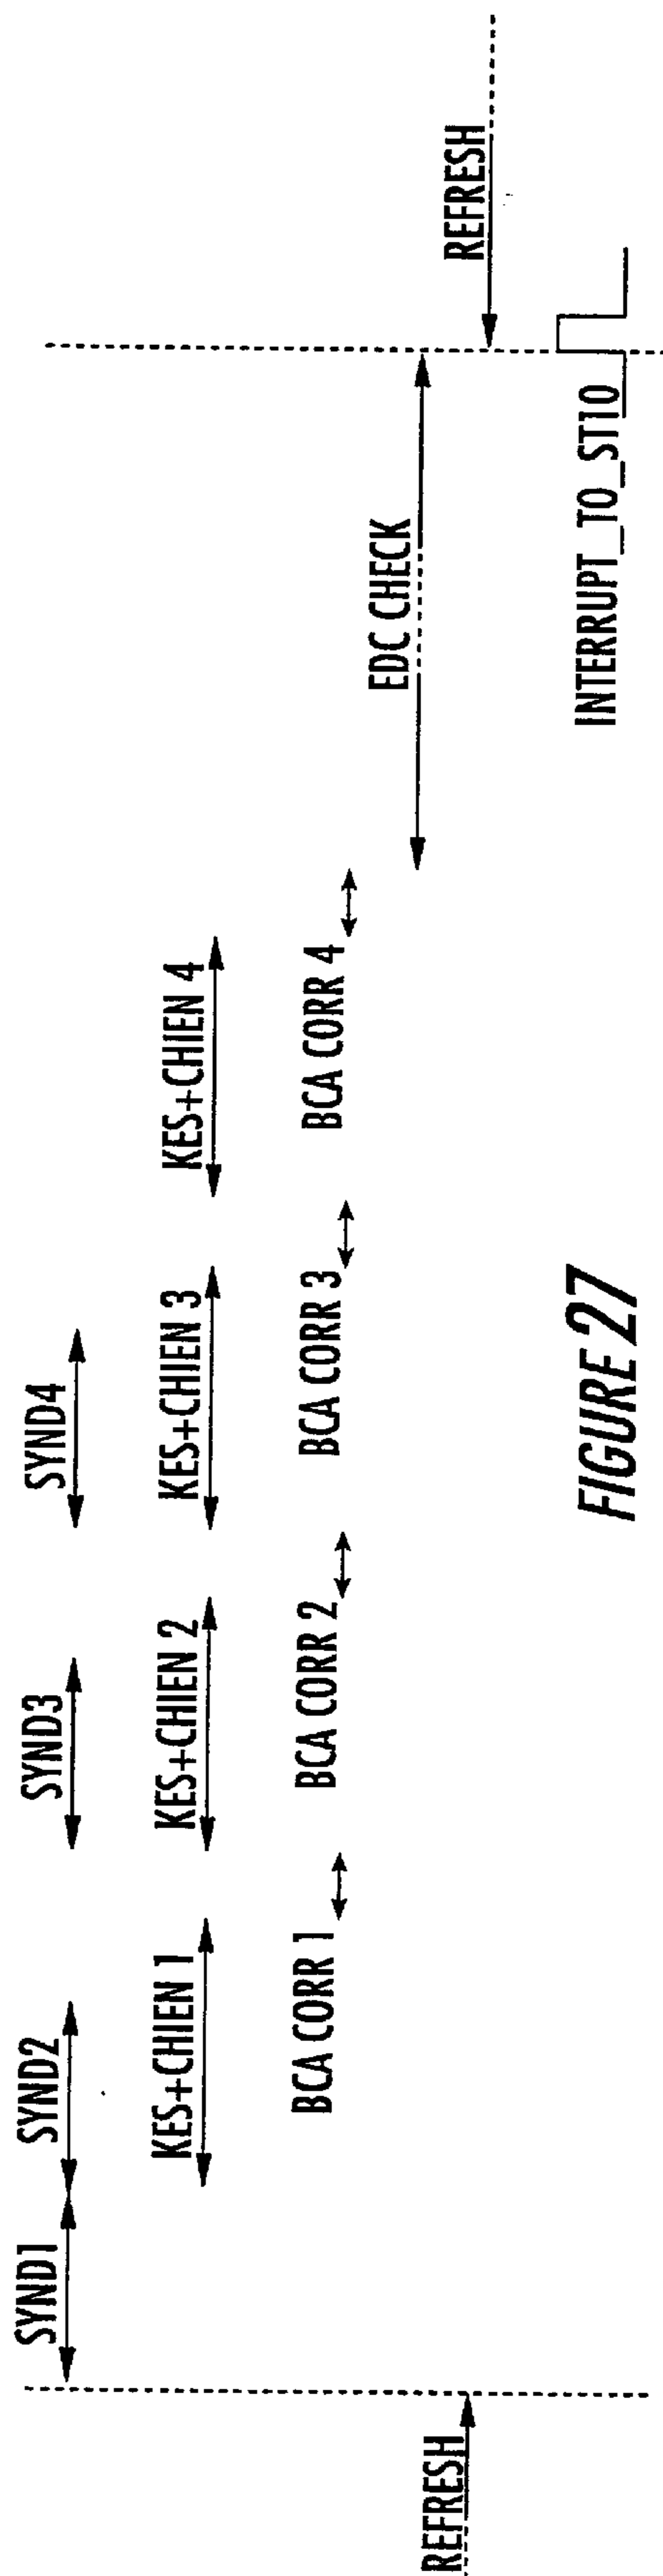 SYND1
SYND2
SYND3
SYND4
KES+CHIEN 1
KES+CHIEN 2
KES+CHIEN 3
KES+CHIEN 4
BCA CORR 1
BCA CORR 2
BCA CORR 3
BCA CORR 4
EDC CHECK
REFRESH
REFRESH
INTERRUPT_TO_ST10
FIGURE 27